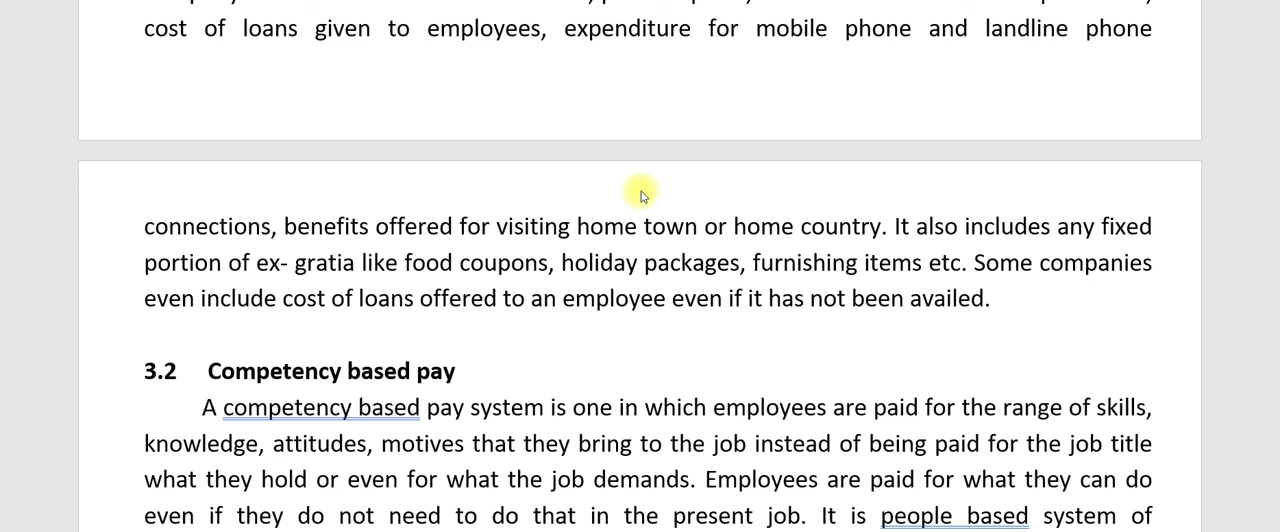 cost of loans given to employees, expenditure for mobile phone and landline phone
connections, benefits offered for visiting home town or home country. It also includes any fixed
portion of ex- gratia like food coupons, holiday packages, furnishing items etc. Some companies
even include cost of loans offered to an employee even if it has not been availed.
3.2 Competency based pay
A competency based pay system is one in which employees are paid for the range of skills,
knowledge, attitudes, motives that they bring to the job instead of being paid for the job title
what they hold or even for what the job demands. Employees are paid for what they can do
even if they do not need to do that in the present job. It is people based system of